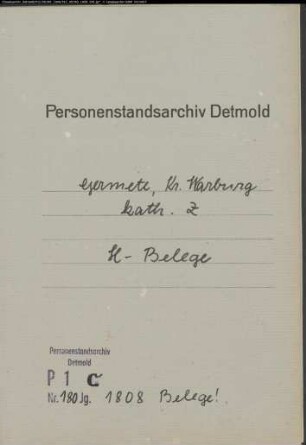 Personenstandsarchiv Detmold
Germete, Kr. Warburg
kath. Z
H - Belege
Personenstandsarchiv
Detmold
P 1 C
Nr. 180 Jg. 1808 Belege!